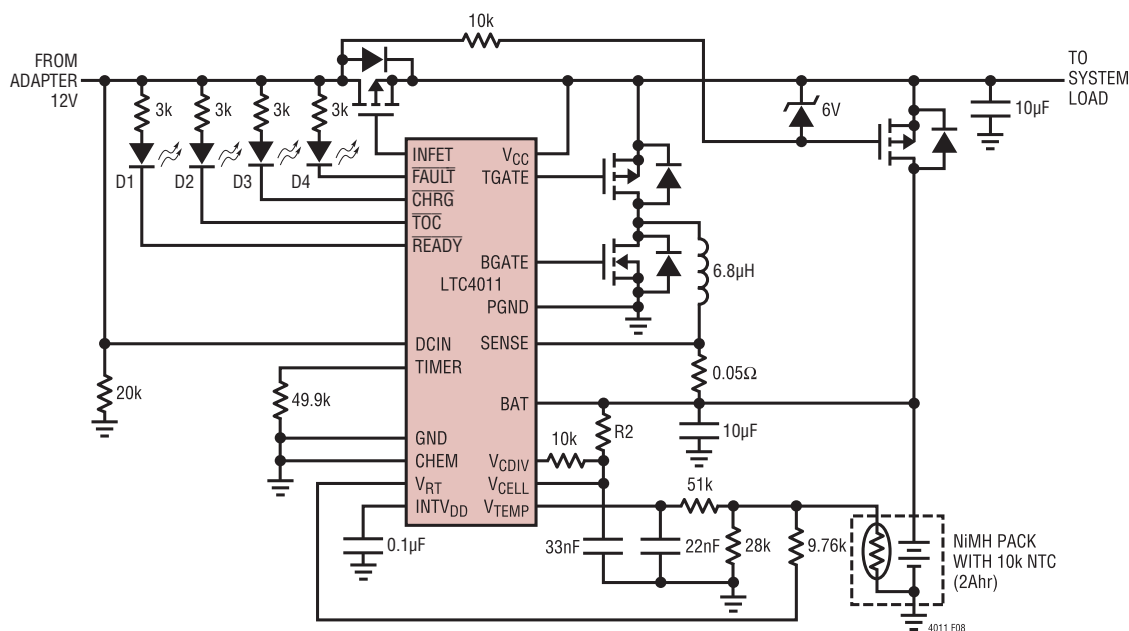 10k
FROM
ADAPTER
12V
TO
SYSTEM
LOAD
3k
3k
3k
3k
6V
10µF
D1
D2
D3
D4
INFET
FAULT
CHRG
TOC
READY
VCC
TGATE
BGATE
LTC4011
PGND
6.8µH
DCIN
TIMER
SENSE
20k
49.9k
0.05Ω
BAT
R2
10µF
GND
CHEM
VRT
INTVDD
10k
VCDIV
VCELL
VTEMP
51k
0.1µF
33nF
22nF
28k
9.76k
NiMH PACK
WITH 10k NTC
(2Ahr)
4011 F08